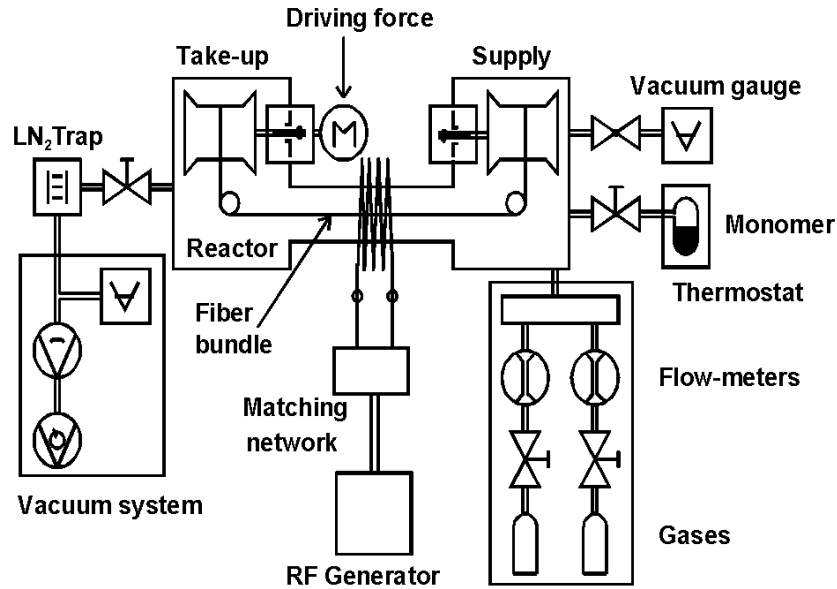 Driving force
Take-up
Supply
Vacuum gauge
LN2Trap
M
Monomer
Reactor
Thermostat
Fiber
bundle
Flow-meters
Matching
network
Vacuum system
Gases
RF Generator